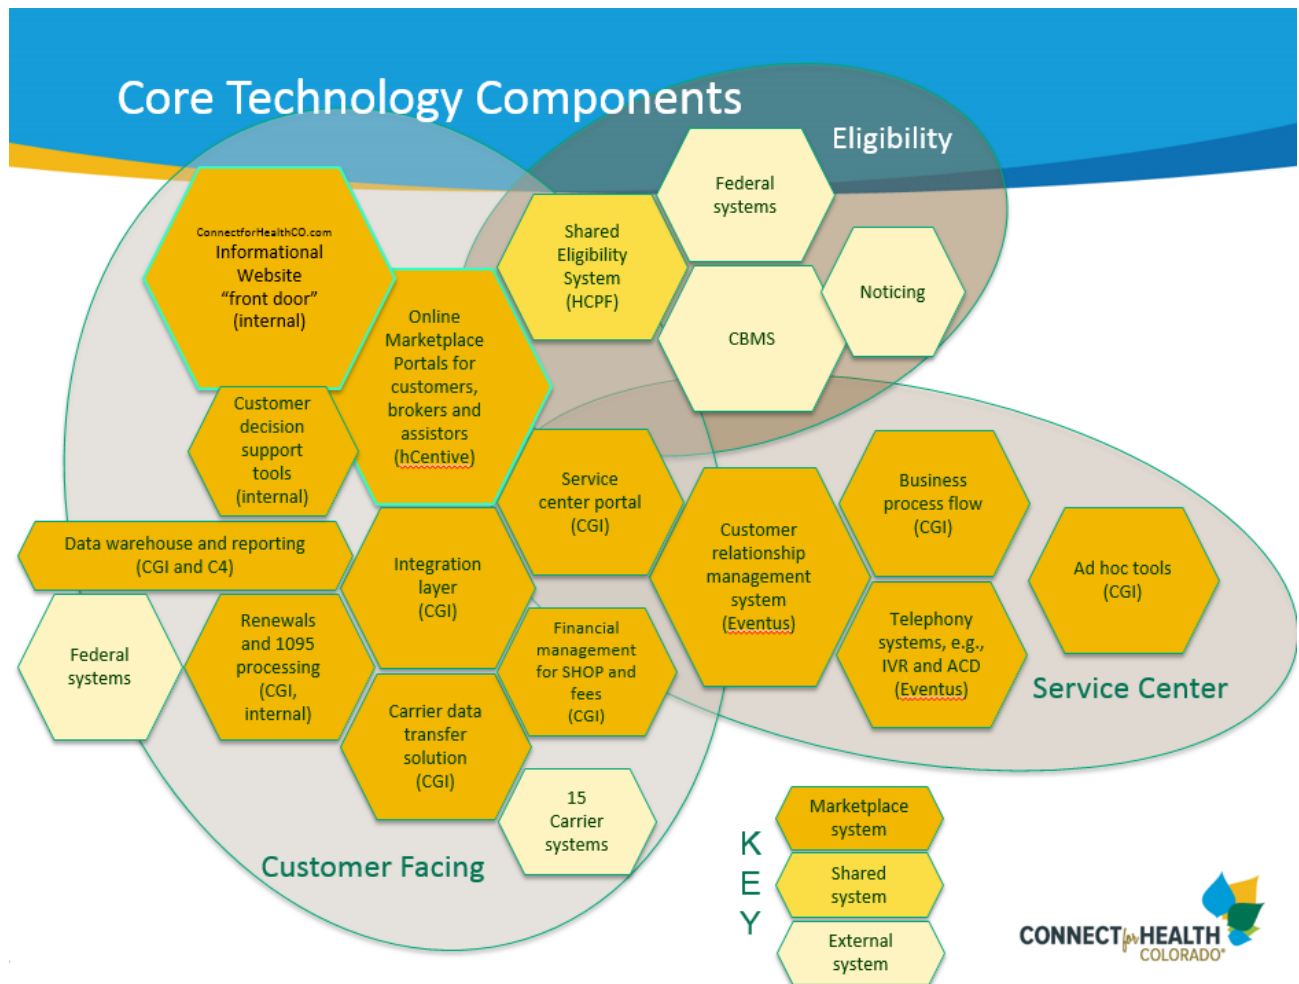 Core Technology Components
Eligibility
Federal
systems
Shared
Eligibility
System
(HCPF)
Noticing
CBMS
ConnectforHealthCO.com
Informational
Website
“front door”
(internal)
Online
Marketplace
Portals for
customers,
brokers and
assistors
(hCentive)
Customer
decision
support
tools
(internal)
Service
center portal
(CGI)
Customer
relationship
management
system
(Eventus)
Business
process flow
(CGI)
Ad hoc tools
(CGI)
Telephony
systems, e.g.,
IVR and ACD
(Eventus)
Service Center
Data warehouse and reporting
(CGI and C4)
Integration
layer
(CGI)
Federal
systems
Renewals
and 1095
processing
(CGI,
internal)
Financial
management
for SHOP and
fees
(CGI)
Carrier data
transfer
solution
(CGI)
15
Carrier
systems
Customer Facing
KEY
Marketplace
system
Shared
system
External
system
CONNECT for HEALTH
COLORADO®